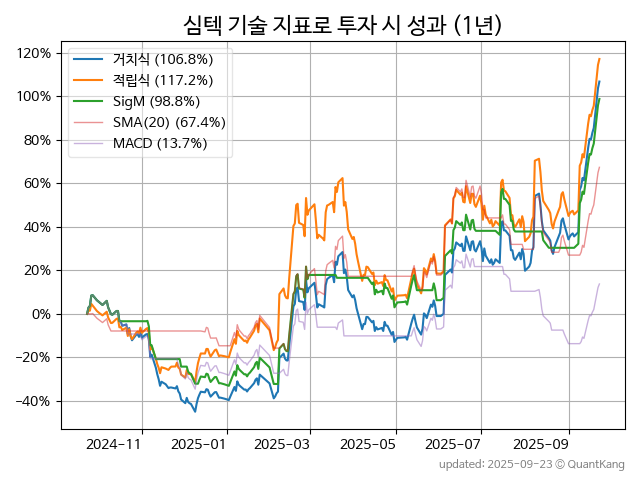 심텍 기술 지표로 투자 시 성과 (1년)
120%
100%
80%
60%
40%
20%
0%
−20%
−40%
거치식 (106.8%)
적립식 (117.2%)
SigM (98.8%)
SMA(20) (67.4%)
MACD (13.7%)
2024-11
2025-01
2025-03
2025-05
2025-07
2025-09
updated: 2025-09-23 ⓒ QuantKang